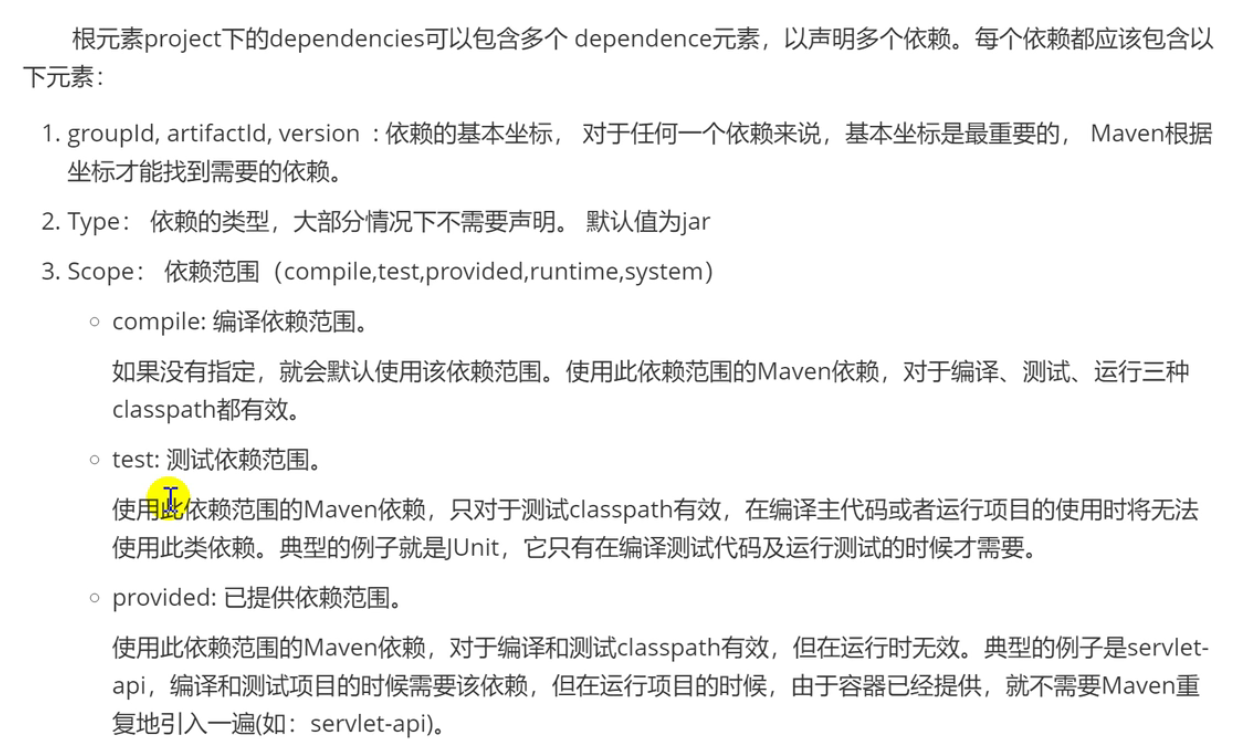 根元素project下的dependencies可以包含多个 dependence元素，以声明多个依赖。每个依赖都应该包含以
下元素：
1. groupId, artifactId, version ：依赖的基本坐标， 对于任何一个依赖来说，基本坐标是最重要的， Maven根据
坐标才能找到需要的依赖。
2. Type： 依赖的类型，大部分情况下不需要声明。 默认值为jar
3. Scope： 依赖范围（compile,test,provided,runtime,system）
○ compile: 编译依赖范围。
如果没有指定，就会默认使用该依赖范围。使用此依赖范围的Maven依赖，对于编译、测试、运行三种
classpath都有效。
○ test: 测试依赖范围。
使用此依赖范围的Maven依赖，只对于测试classpath有效，在编译主代码或者运行项目的使用时将无法
使用此类依赖。典型的例子就是JUnit，它只有在编译测试代码及运行测试的时候才需要。
○ provided: 已提供依赖范围。
使用此依赖范围的Maven依赖，对于编译和测试classpath有效，但在运行时无效。典型的例子是servlet-
api，编译和测试项目的时候需要该依赖，但在运行项目的时候，由于容器已经提供，就不需要Maven重
复地引入一遍(如：servlet-api)。